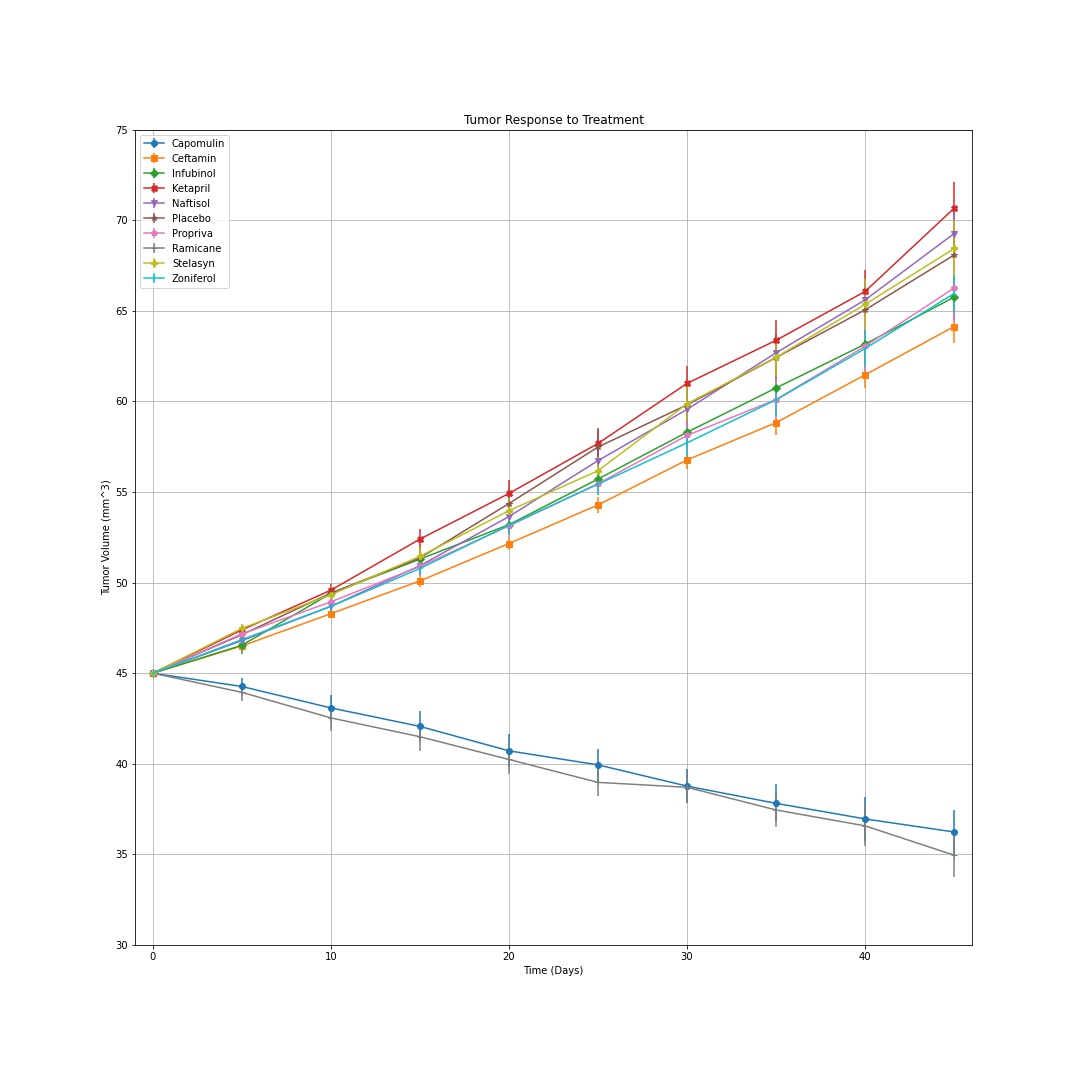 Tumor Response to Treatment
75
70
65
60
55
50
45
40
35
30
Tumor Volume (mm^3)
Capomulin
Ceftamin
Infubinol
Ketapril
Naftisol
Placebo
Propriva
Ramicane
Stelasyn
Zoniferol
0 10 20 30 40
Time (Days)